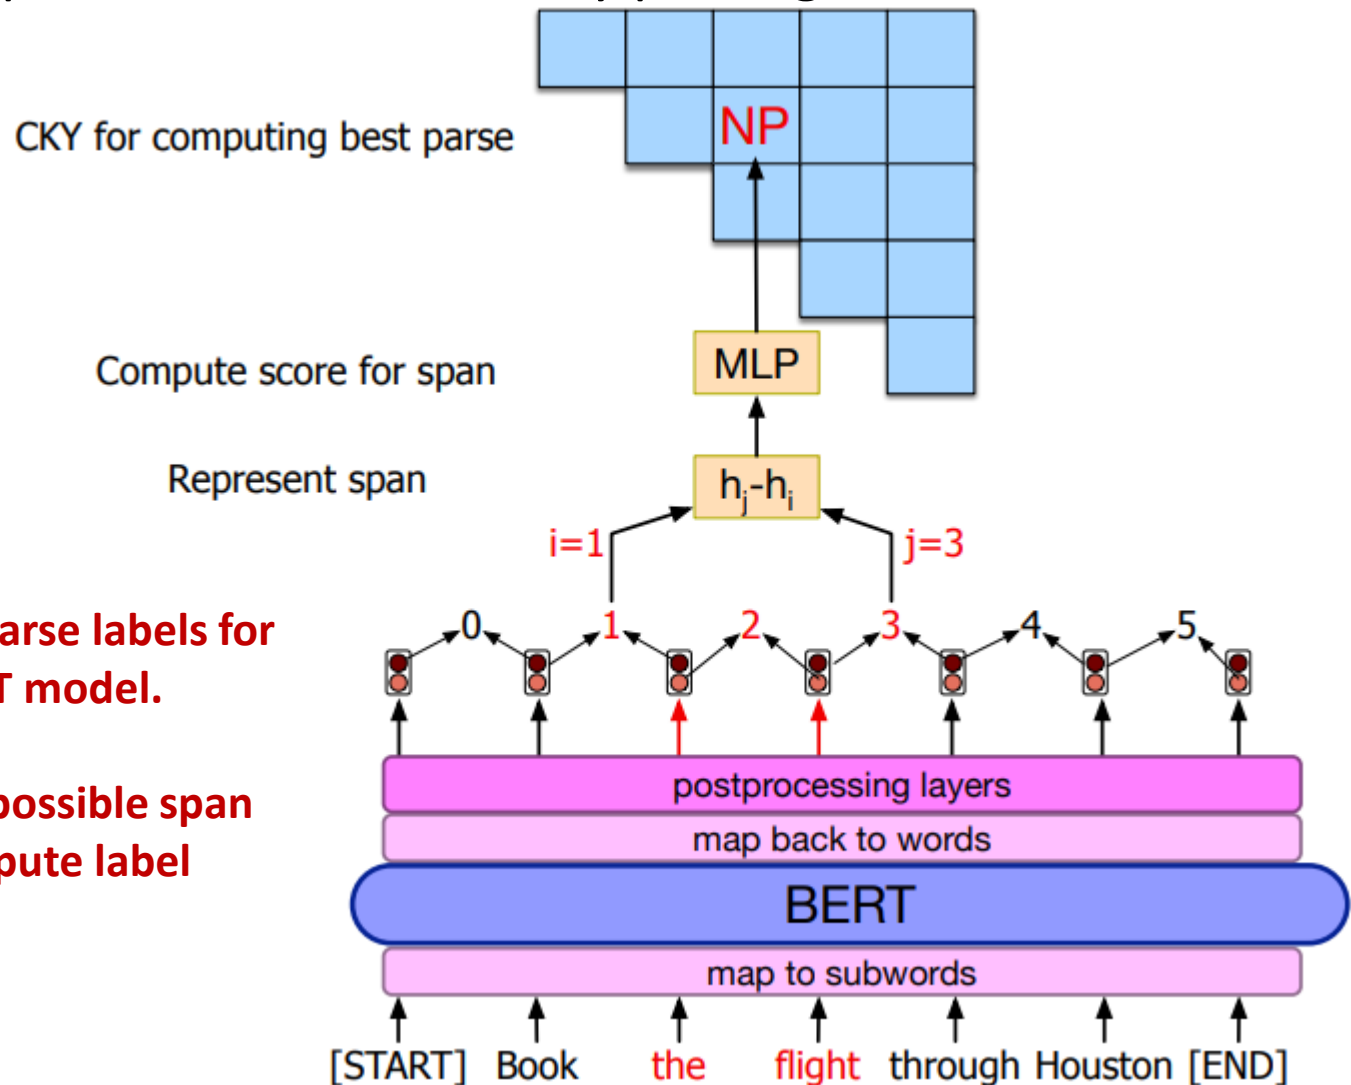 NP
CKY for computing best parse
MLP
Compute score for span
Represent span
hj-hi
i=1 j=3
0 1 2 3 4 5
arse labels for
T model.
possible span
pute label
postprocessing layers
map back to words
BERT
map to subwords
[START] Book the flight through Houston [END]